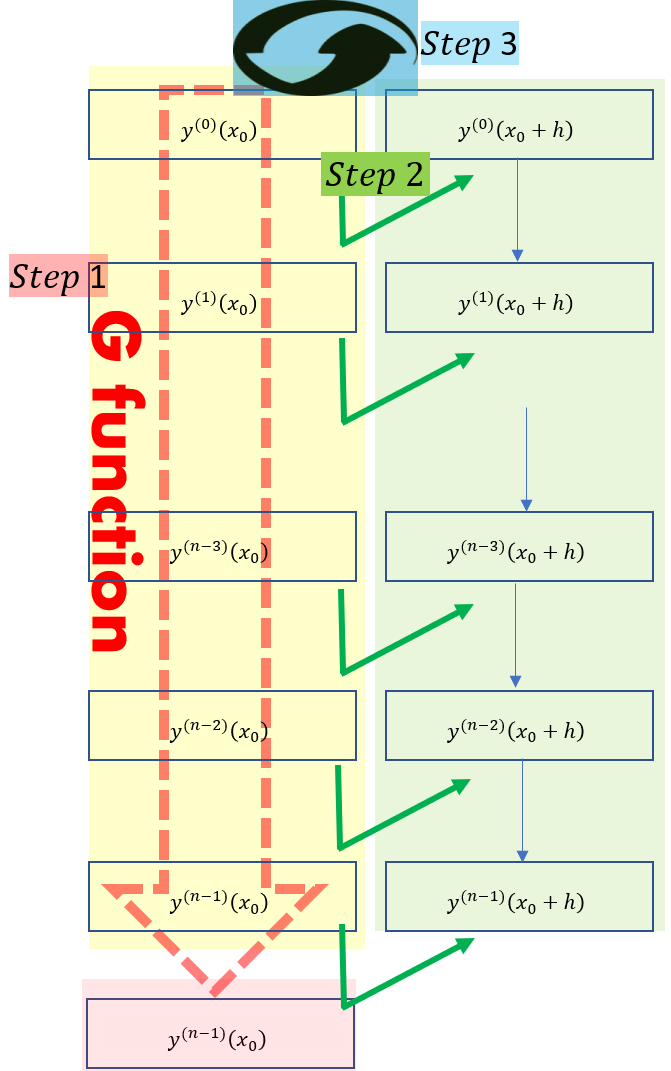 Step 3
y^{(0)}(x_0)
y^{(0)}(x_0 + h)
Step 2
Step 1
y^{(1)}(x_0)
y^{(1)}(x_0 + h)
G function
y^{(n−3)}(x_0)
y^{(n−3)}(x_0 + h)
y^{(n−2)}(x_0)
y^{(n−2)}(x_0 + h)
y^{(n−1)}(x_0)
y^{(n−1)}(x_0 + h)
y^{(n−1)}(x_0)